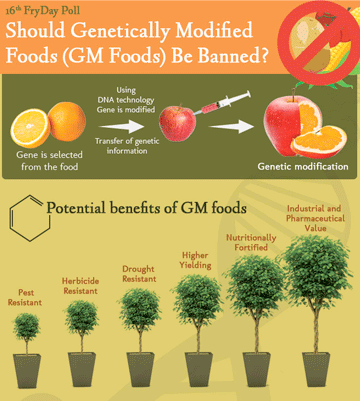 16th FryDay Poll
Should Genetically Modified
Foods (GM Foods) Be Banned?
Using
DNA technology
Gene is modified
Transfer of genetic
information
Gene is selected
from the food
Genetic modification
Potential benefits of GM foods
Pest
Resistant
Herbicide
Resistant
Drought
Resistant
Higher
Yielding
Nutritionally
Fortified
Industrial and
Pharmaceutical
Value